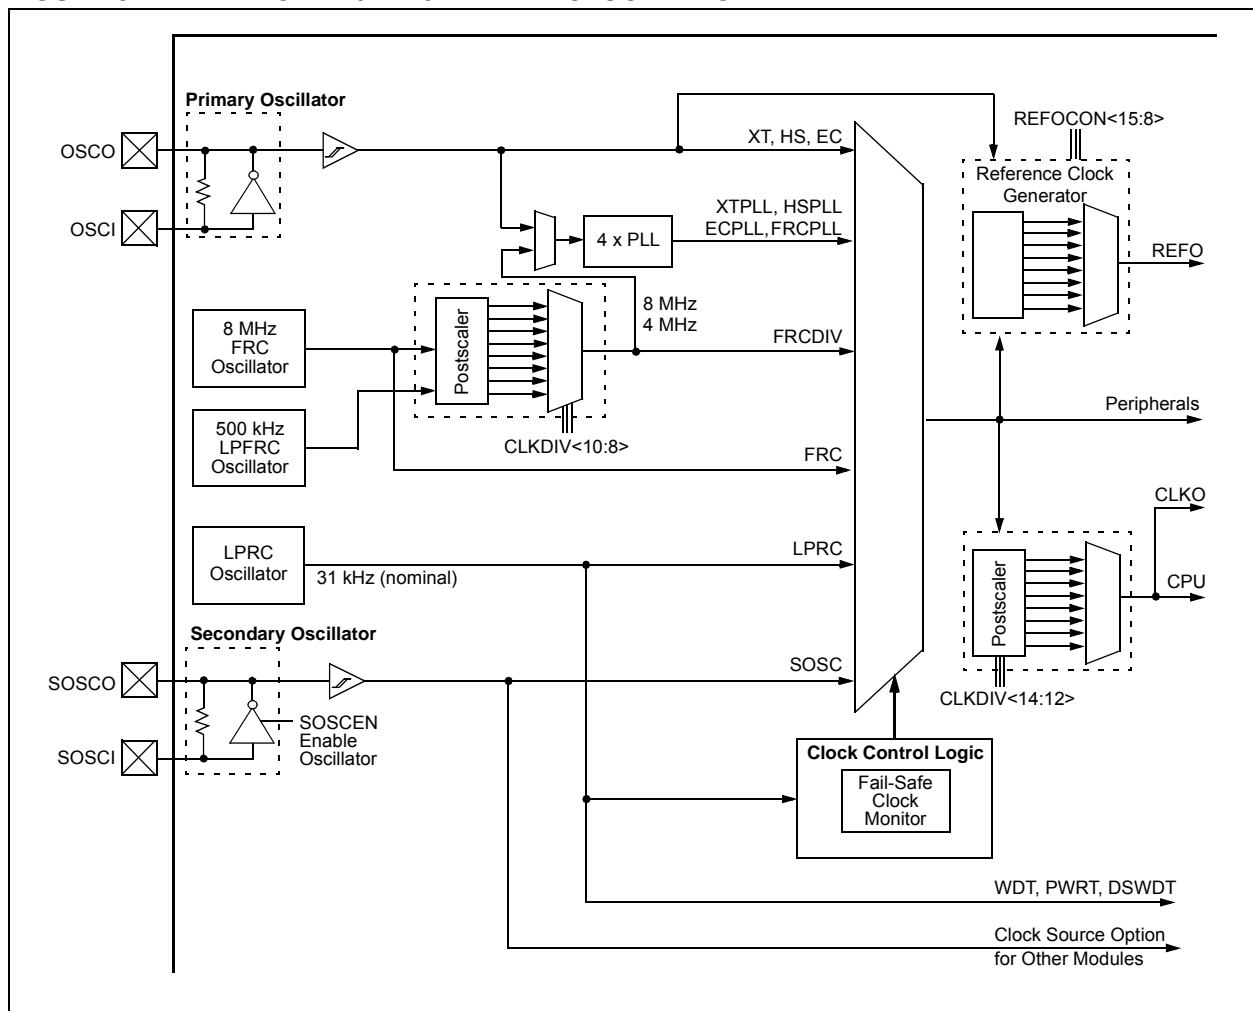 Primary Oscillator
OSCO
OSCI
XT, HS, EC
REFOCON<15:8>
Reference Clock
Generator
XTPLL, HSPLL
ECPLL,FRCPLL
4 x PLL
REFO
8 MHz
4 MHz
8 MHz
FRC
Oscillator
Postscaler
FRCDIV
500 kHz
LPFRC
Oscillator
CLKDIV<10:8>
FRC
Peripherals
LPRC
Oscillator
31 kHz (nominal)
LPRC
CLKO
CPU
Postscaler
CLKDIV<14:12>
Secondary Oscillator
SOSCO
SOSCI
SOSCEN
Enable
Oscillator
SOSC
Clock Control Logic
Fail-Safe
Clock
Monitor
WDT, PWRT, DSWDT
Clock Source Option
for Other Modules